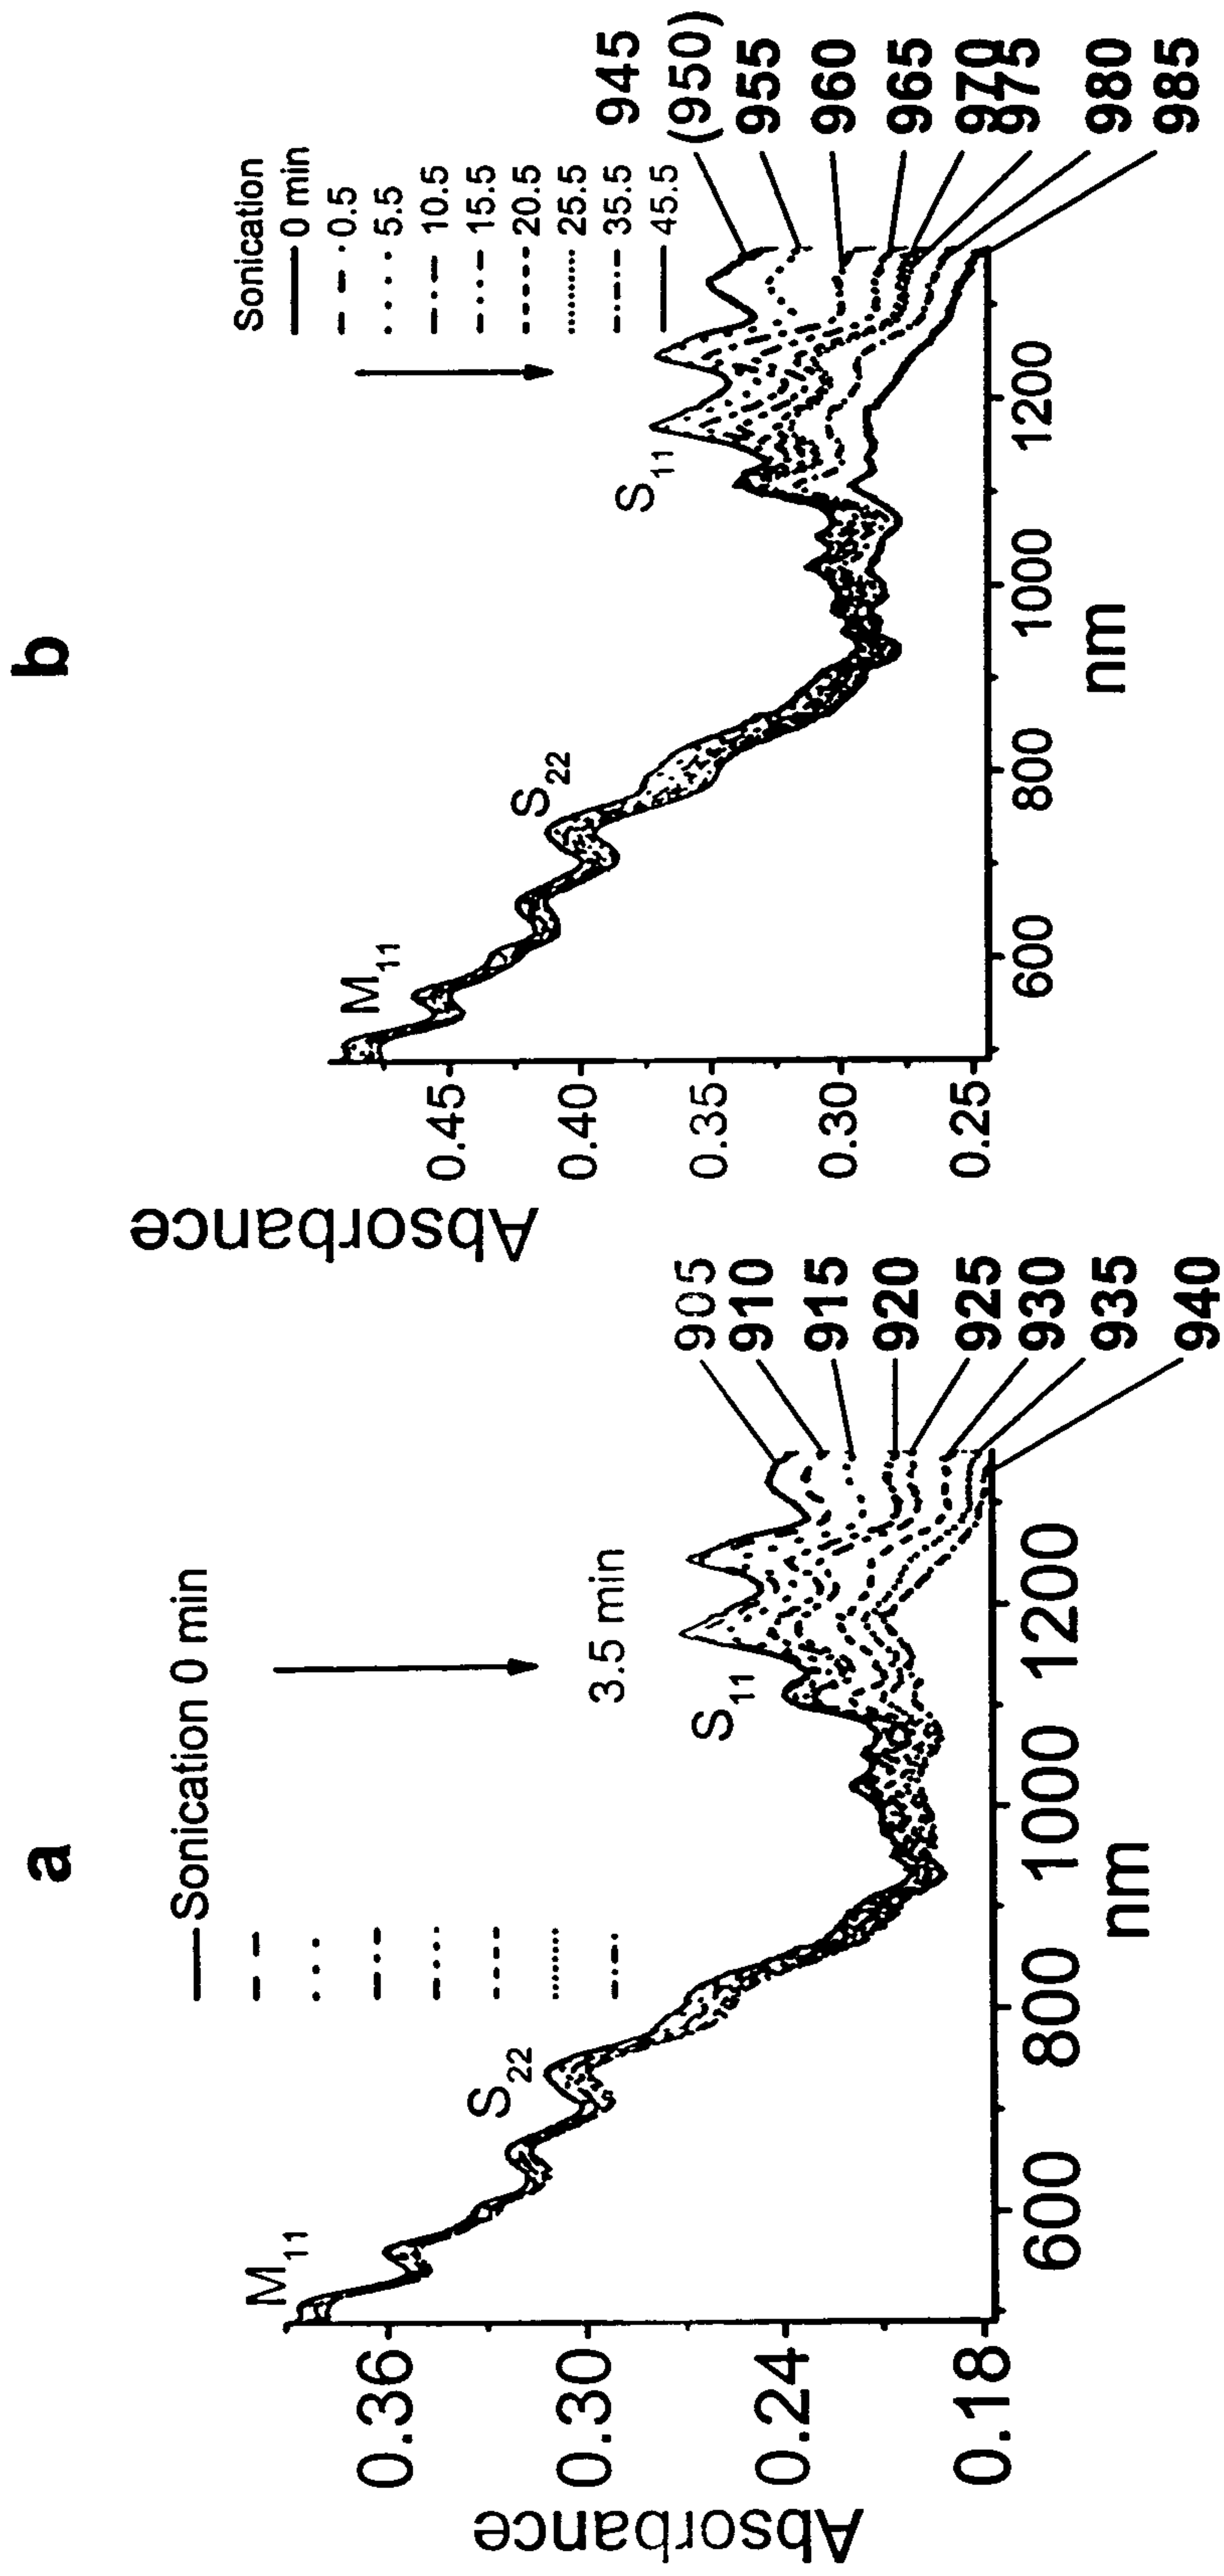 a
Sonication 0 min
3.5 min
M11
S22
S11
905
910
915
920
925
930
935
940
0.36
0.30
0.24
0.18
Absorbance
600
800
1000
1200
nm
b
Sonication
0 min
0.5
5.5
10.5
15.5
20.5
25.5
35.5
45.5
M11
S22
S11
945
(950)
955
960
965
970
975
980
985
0.45
0.40
0.35
0.30
0.25
Absorbance
600
800
1000
1200
nm